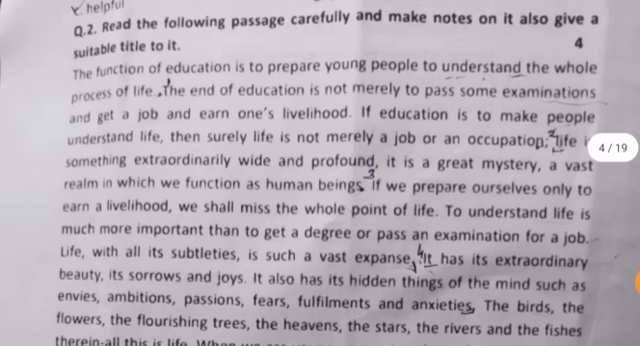 Y. helpful
Q.2. Read the following passage carefully and make notes on it also give a
suitable title to it. 4
The function of education is to prepare young people to understand the whole
process of life. The end of education is not merely to pass some examinations
and get a job and earn one's livelihood. If education is to make people
understand life, then surely life is not merely a job or an occupation; life i
4 / 19
something extraordinarily wide and profound, it is a great mystery, a vast
realm in which we function as human beings. If we prepare ourselves only to
earn a livelihood, we shall miss the whole point of life. To understand life is
much more important than to get a degree or pass an examination for a job.
Life, with all its subtleties, is such a vast expanse, It has its extraordinary
beauty, its sorrows and joys. It also has its hidden things of the mind such as
envies, ambitions, passions, fears, fulfilments and anxieties, The birds, the
flowers, the flourishing trees, the heavens, the stars, the rivers and the fishes
therein-all this is life. When